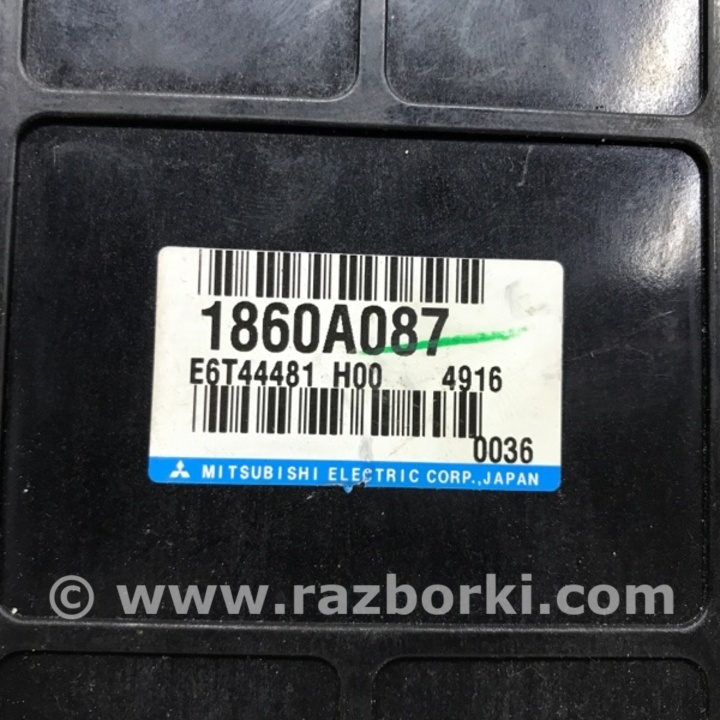 1860A087
E6T44481 H00 4916
0036
MITSUBISHI ELECTRIC CORP.,JAPAN
© www.razborki.com